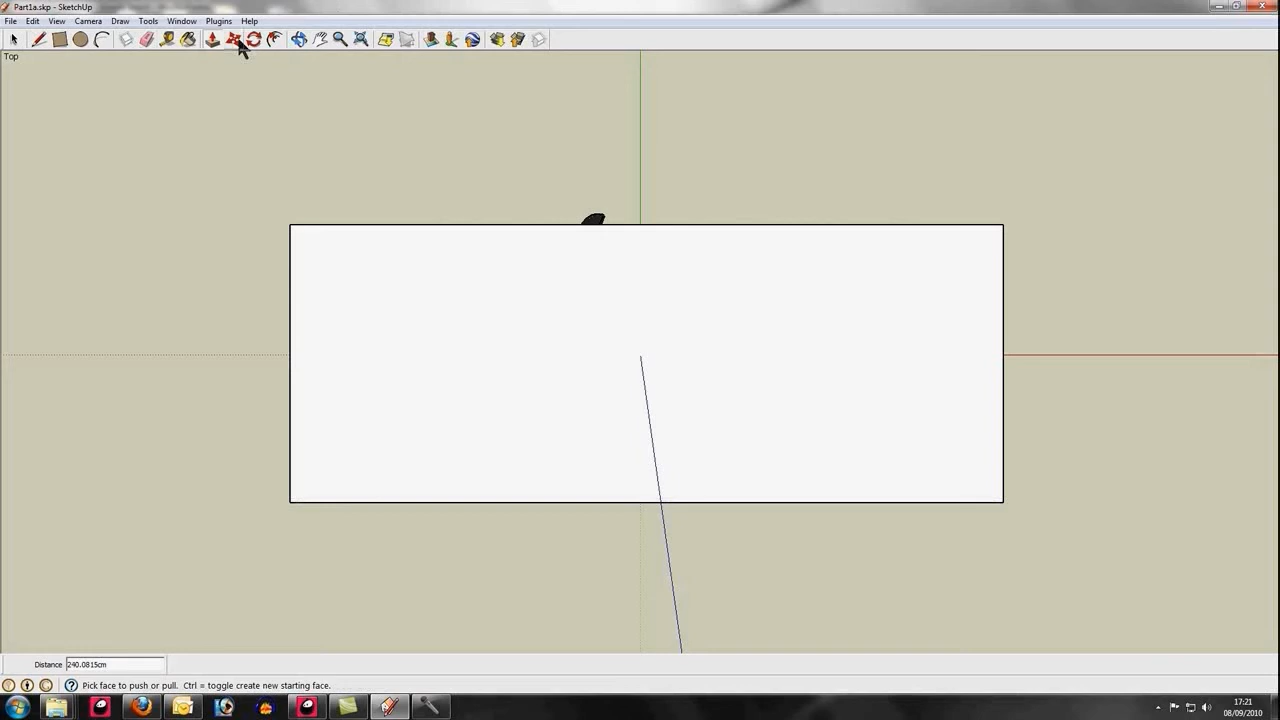 Part1a.skp - SketchUp
File Edit View Camera Draw Tools Window Plugins Help
Top
Distance 240.0815cm
Pick face to push or pull. Ctrl = toggle create new starting face.
17:21
08/09/2010